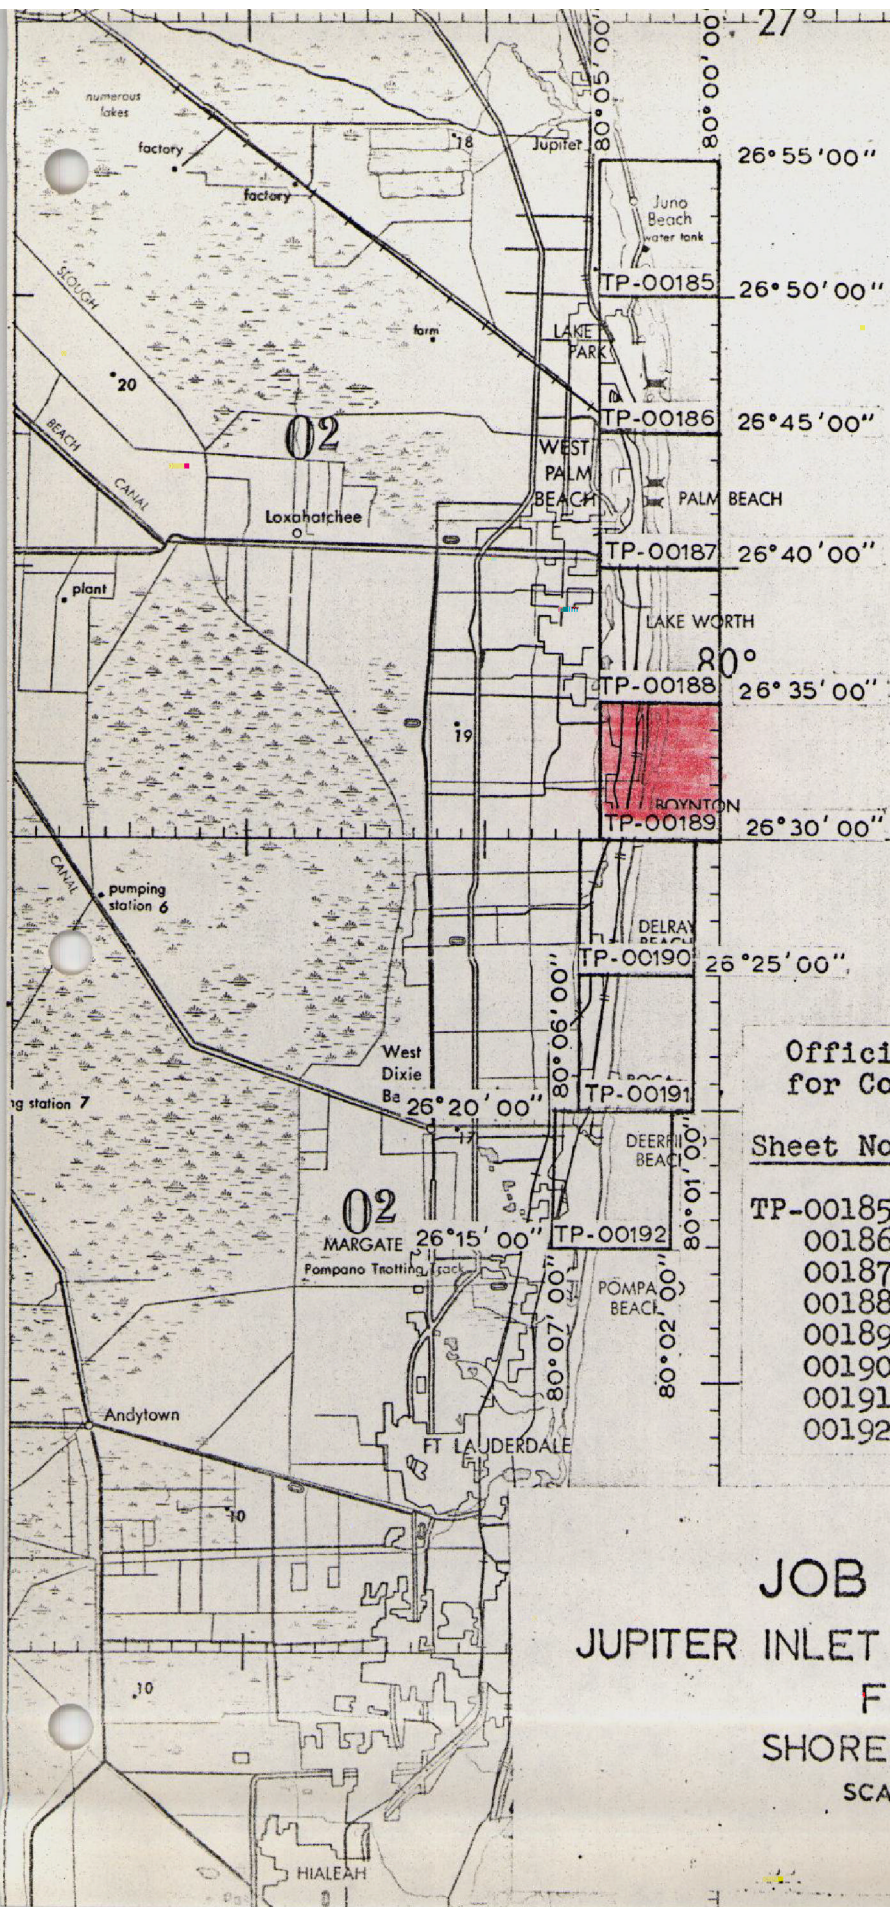 27°
80°05'00"
80°00'00"
numerous
lakes
18
Jupiter
26°55'00"
factory
factory
Juno
Beach
water tank
SLOUGH
TP-00185
26°50'00"
farm
LAKE
PARK
20
TP-00186
26°45'00"
02
BEACH
CANAL
WEST
PALM
BEACH
PALM BEACH
Loxahatchee
TP-00187
26°40'00"
plant
LAKE WORTH
80°
TP-00188
26°35'00"
19
BOYNTON
TP-00189
26°30'00"
CANAL
pumping
station 6
DELRAY
BEACH
TP-00190
26°25'00"
80°06'00"
West
Dixie
Be
BOCA
TP-00191
ng station 7
26°20'00"
17
DEERFI
BEACH
80°01'00"
Offici
for Co
Sheet No
TP-00185
00186
00187
00188
00189
00190
00191
00192
02
MARGATE
26°15'00"
TP-00192
Pompano Trotting Track
POMPANO
BEACH
80°07'00"
80°02'00"
Andytown
FT LAUDERDALE
10
10
HIALEAH
JOB
JUPITER INLET
F
SHORE
SCA